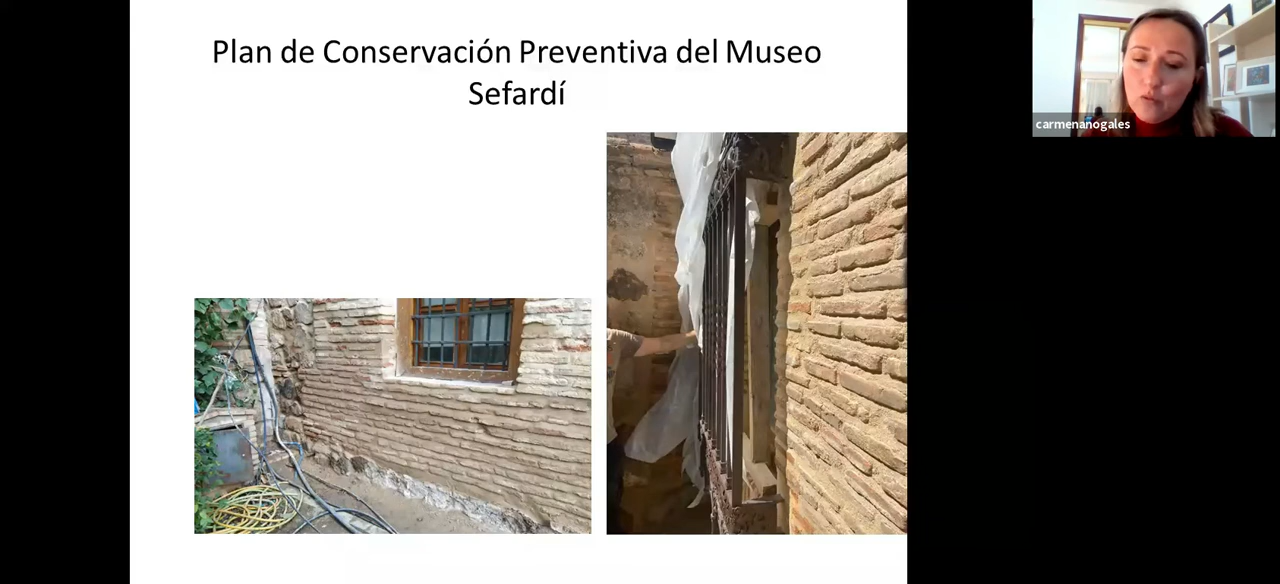 Plan de Conservación Preventiva del Museo
Sefardí
carmenanogales